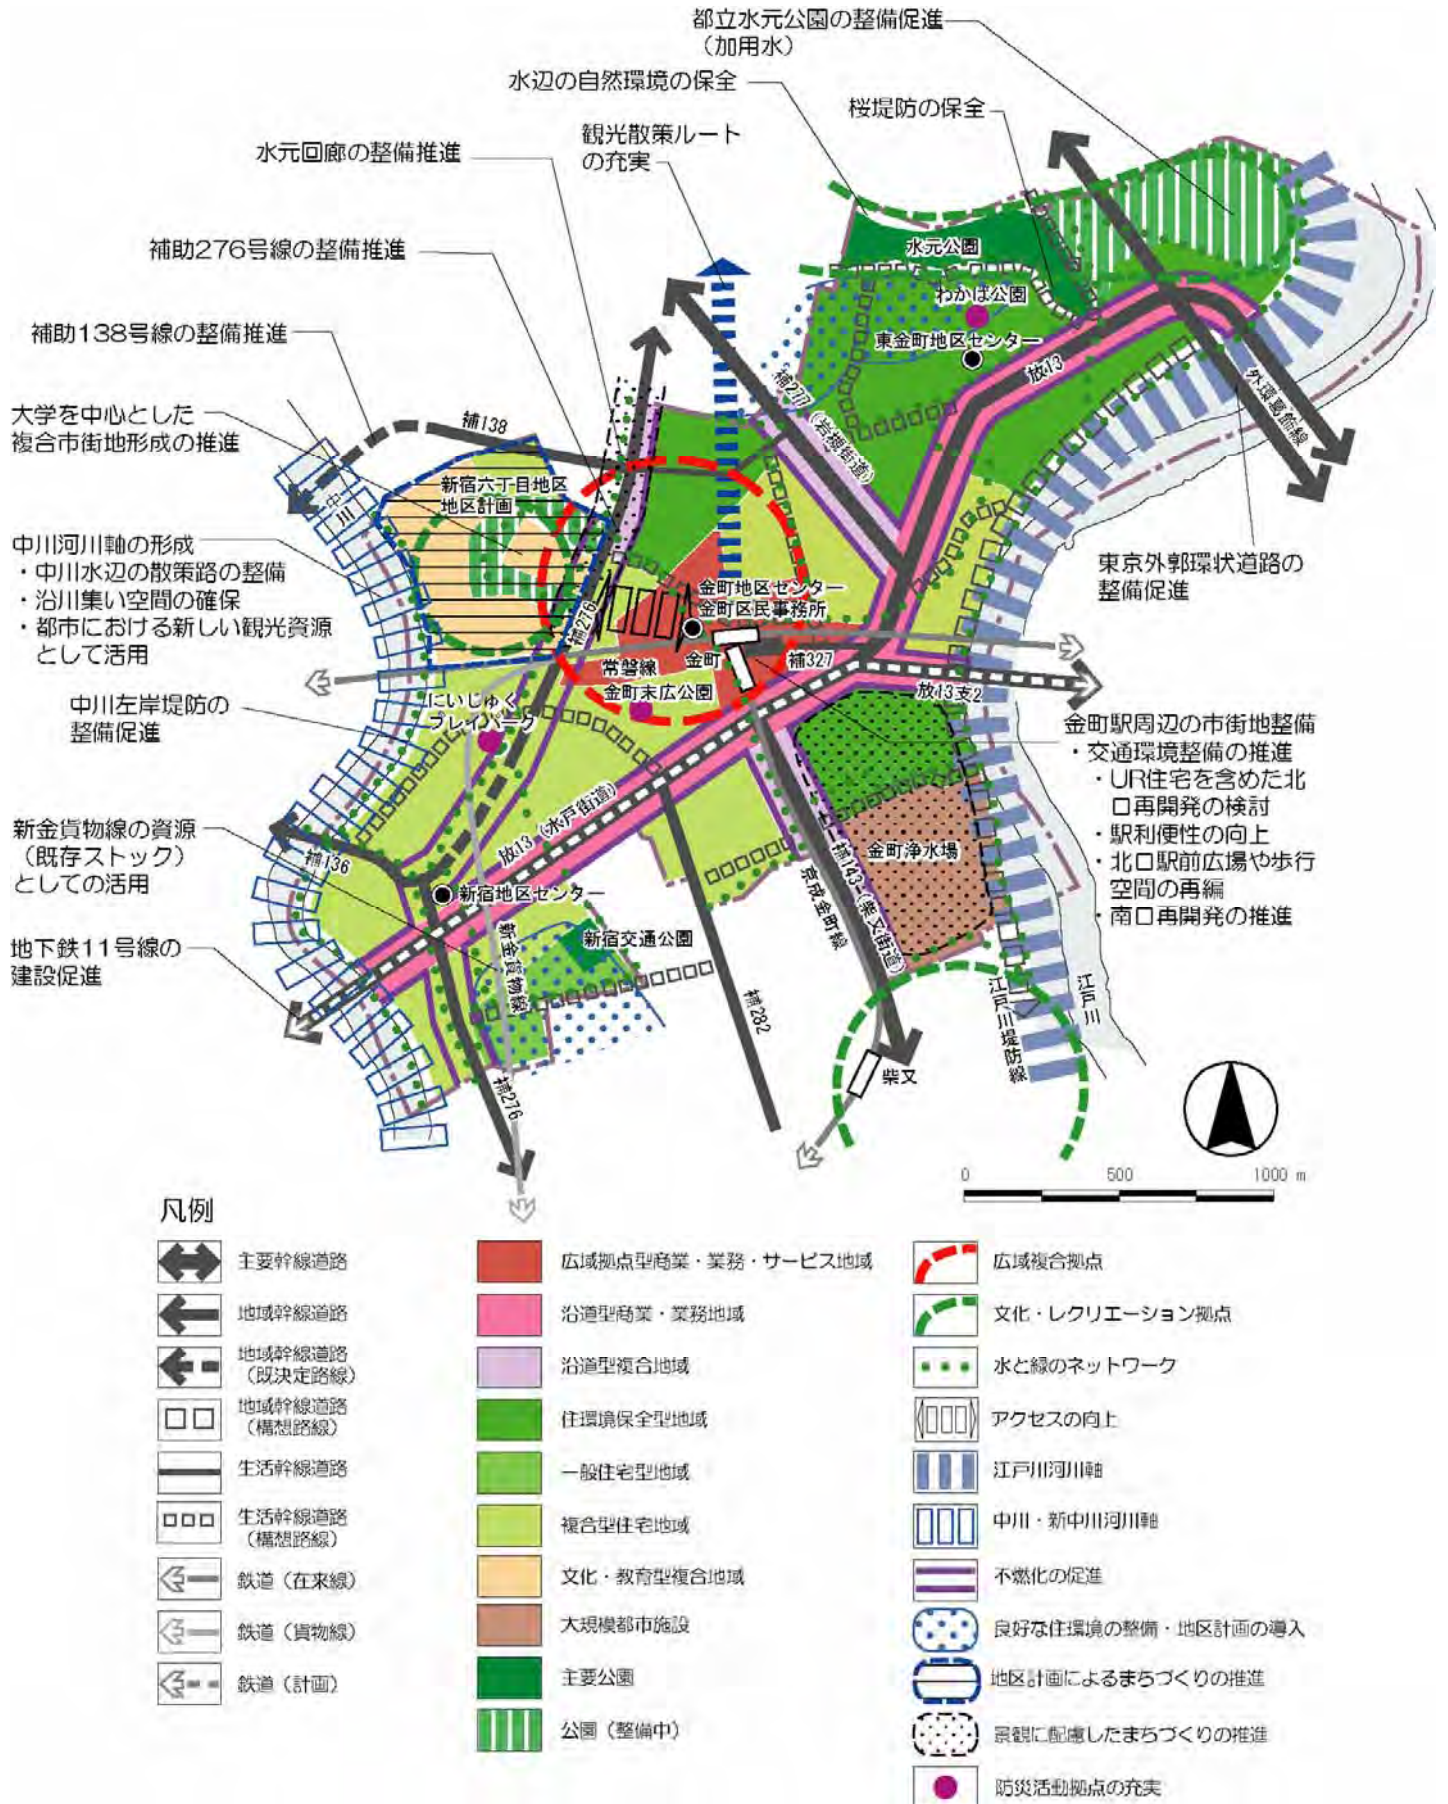 都立水元公園の整備促進
（加用水）
水辺の自然環境の保全
桜堤防の保全
観光散策ルート
の充実
水元回廊の整備推進
補助276号線の整備推進
補助138号線の整備推進
大学を中心とした
複合市街地形成の推進
中川河川軸の形成
・中川水辺の散策路の整備
・沿川集い空間の確保
・都市における新しい観光資源
として活用
中川左岸堤防の
整備促進
新金貨物線の資源
（既存ストック）
としての活用
地下鉄11号線の
建設促進
東京外郭環状道路の
整備促進
金町駅周辺の市街地整備
・交通環境整備の推進
・UR住宅を含めた北
口再開発の検討
・駅利便性の向上
・北口駅前広場や歩行
空間の再編
・南口再開発の推進
水元公園
わかば公園
東金町地区センター
放13
外環葛飾線
補277（岩槻街道）
補138
新宿六丁目地区
地区計画
中川
補276
金町地区センター
金町区民事務所
常磐線
金町
補327
金町末広公園
放13支2
にいじゅく
プレイパーク
放13（水戸街道）
補136
新宿地区センター
新金貨物線
新宿交通公園
金町浄水場
補143（柴又街道）
京成金町線
補282
補276
柴又
江戸川堤防線
江戸川
0 500 1000 m
凡例
主要幹線道路
地域幹線道路
地域幹線道路
（既決定路線）
地域幹線道路
（構想路線）
生活幹線道路
生活幹線道路
（構想路線）
鉄道（在来線）
鉄道（貨物線）
鉄道（計画）
広域拠点型商業・業務・サービス地域
沿道型商業・業務地域
沿道型複合地域
住環境保全型地域
一般住宅型地域
複合型住宅地域
文化・教育型複合地域
大規模都市施設
主要公園
公園（整備中）
広域複合拠点
文化・レクリエーション拠点
水と緑のネットワーク
アクセスの向上
江戸川河川軸
中川・新中川河川軸
不燃化の促進
良好な住環境の整備・地区計画の導入
地区計画によるまちづくりの推進
景観に配慮したまちづくりの推進
防災活動拠点の充実